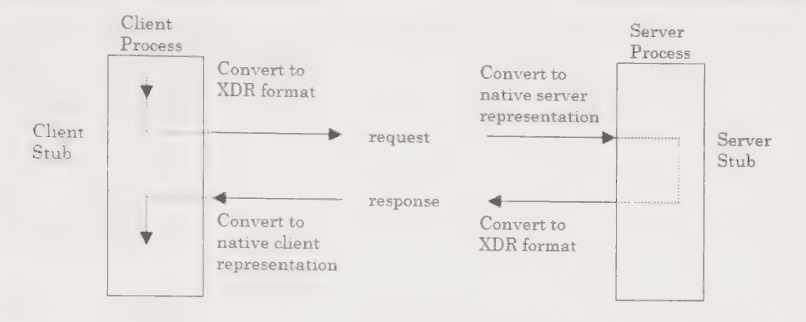 Client
Process
Server
Process
Convert to
XDR format
Convert to
native server
representation
Client
Stub
request
Server
Stub
response
Convert to
native client
representation
Convert to
XDR format